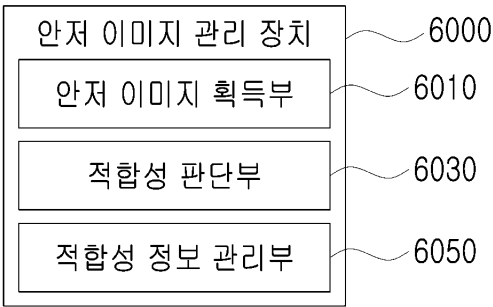 안저 이미지 관리 장치 6000
안저 이미지 획득부 6010
적합성 판단부 6030
적합성 정보 관리부 6050